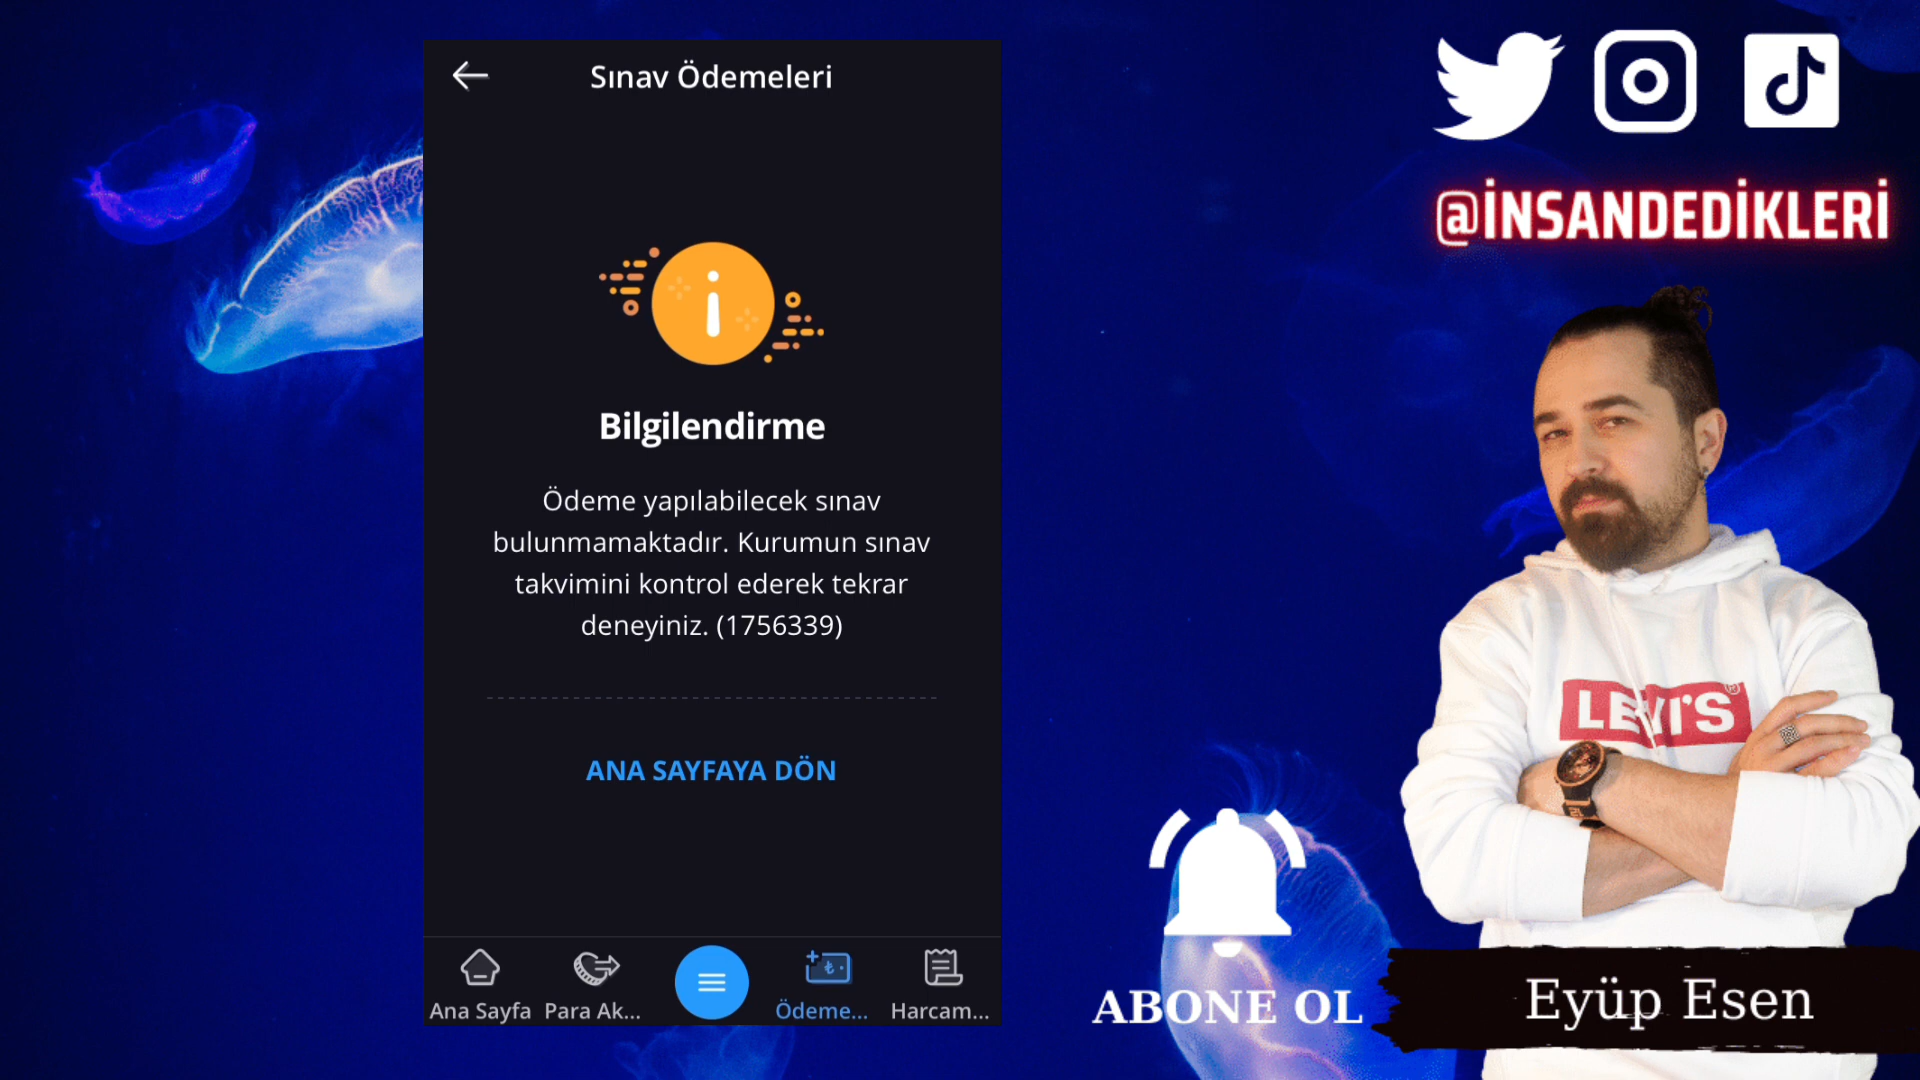 Sınav Ödemeleri
Bilgilendirme
Ödeme yapılabilecek sınav
bulunmamaktadır. Kurumun sınav
takvimini kontrol ederek tekrar
deneyiniz. (1756339)
ANA SAYFAYA DÖN
Ana Sayfa
Para Ak...
Ödeme...
Harcam...
@İNSANDEDİKLERİ
LEVI'S®
ABONE OL
Eyüp Esen